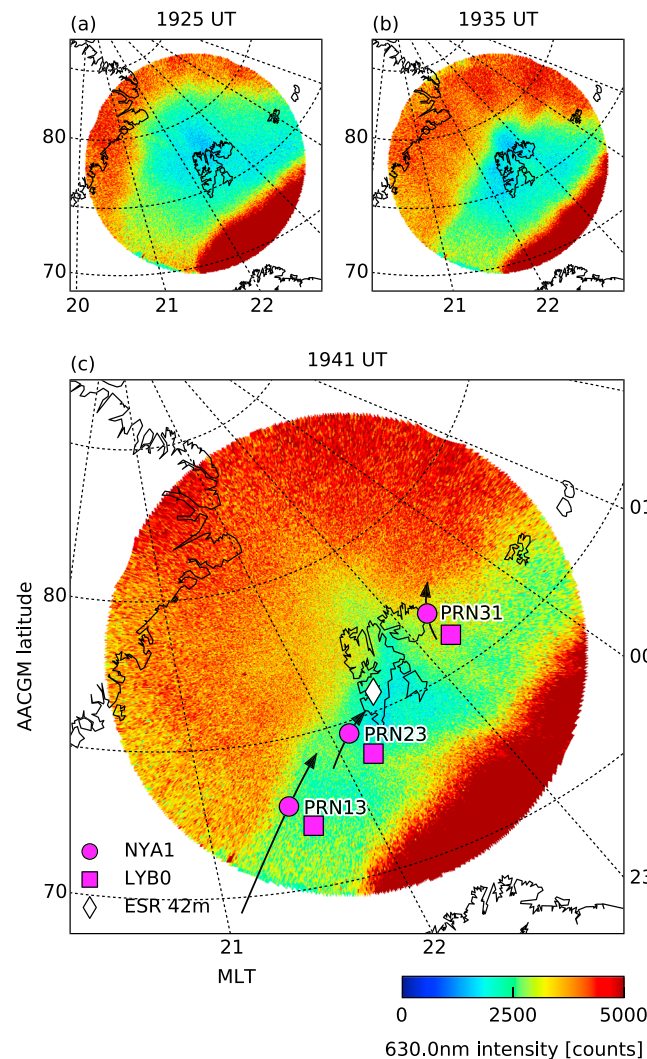 (a) 1925 UT
(b) 1935 UT
80
70
20 21 22
80
70
21 22
(c) 1941 UT
01
80
PRN31
00
AACGM latitude
PRN23
PRN13
NYA1
LYB0
ESR 42m
70
23
21 22
MLT
0 2500 5000
630.0nm intensity [counts]